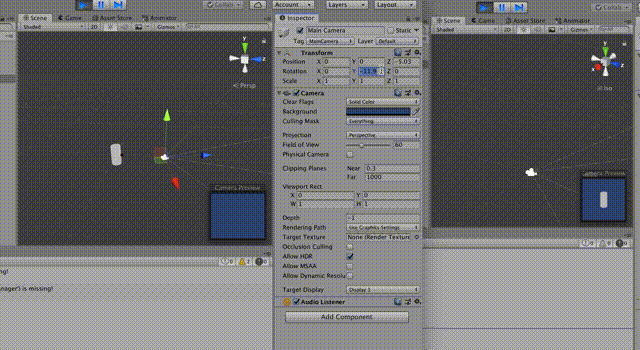 Collab
Account
Layers
Layout
Collab
Scene
Game
Asset Store
Animator
Shaded
2D
Gizmos
Persp
Camera Preview
Inspector
Main Camera
Static
Tag
MainCamera
Layer
Default
Transform
Position
X 0
Y 0
Z -5.03
Rotation
X 0
Y -11.9
Z 0
Scale
X 1
Y 1
Z 1
Camera
Clear Flags
Solid Color
Background
Culling Mask
Everything
Projection
Perspective
Field of View
60
Physical Camera
Clipping Planes
Near
0.3
Far
1000
Viewport Rect
X 0
Y 0
W 1
H 1
Depth
-1
Rendering Path
Use Graphics Settings
Target Texture
None (Render Texture
Occlusion Culling
Allow HDR
Allow MSAA
Allow Dynamic Resolu
Target Display
Display 1
Audio Listener
Add Component
Scene
Game
Asset Store
Animator
Shaded
2D
Gizmos
Iso
Camera Preview
ng!
nager') is missing!